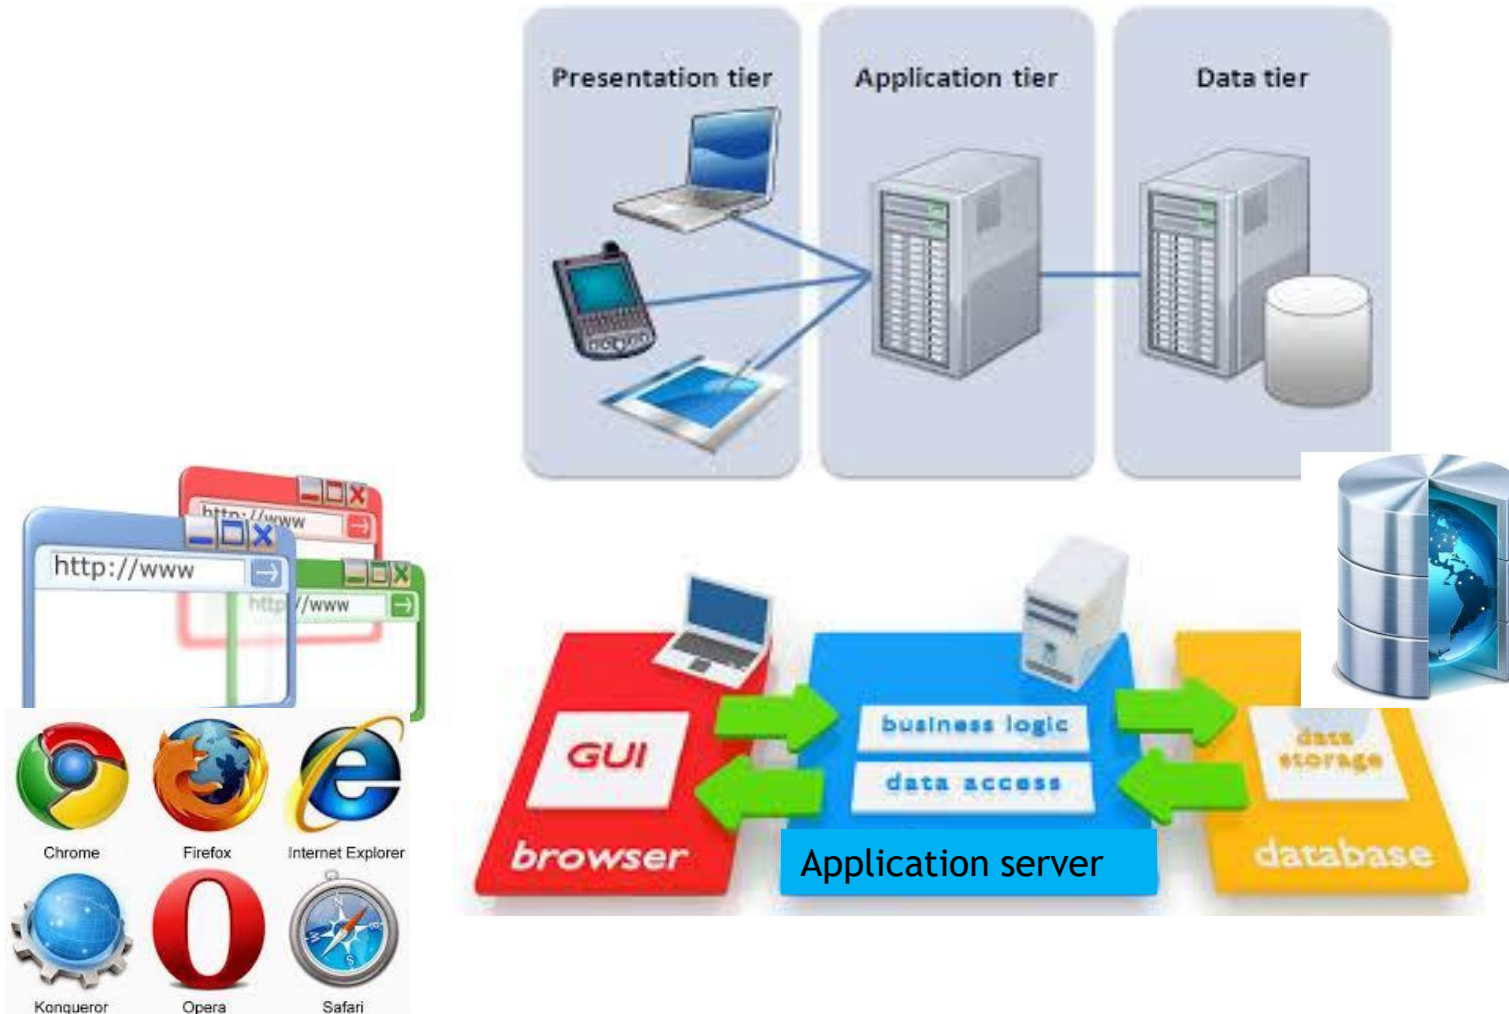 Presentation tier
Application tier
Data tier
http://www
http://www
http://www
GUI
browser
business logic
data access
Application server
data
storage
database
Chrome
Firefox
Internet Explorer
Konqueror
Opera
Safari
N
W
S